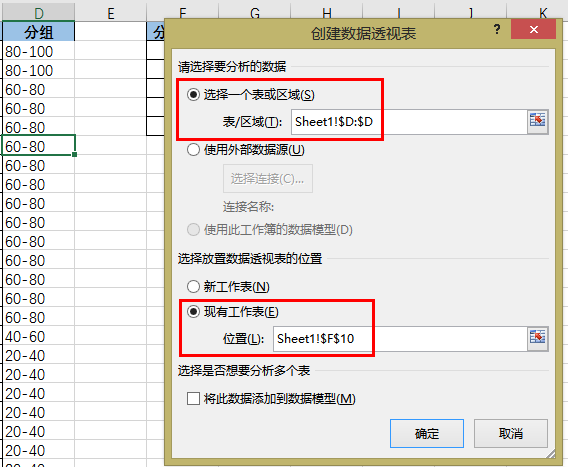 D E F G H I J K
分组
80-100
80-100
60-80
60-80
60-80
60-80
60-80
60-80
60-80
60-80
60-80
60-80
60-80
60-80
60-80
40-60
20-40
20-40
20-40
20-40
20-40
20-40
创建数据透视表
?
请选择要分析的数据
选择一个表或区域(S)
表/区域(T): Sheet1!$D:$D
使用外部数据源(U)
选择连接(C)...
连接名称:
使用此工作簿的数据模型(D)
选择放置数据透视表的位置
新工作表(N)
现有工作表(E)
位置(L): Sheet1!$F$10
选择是否想要分析多个表
将此数据添加到数据模型(M)
确定 取消